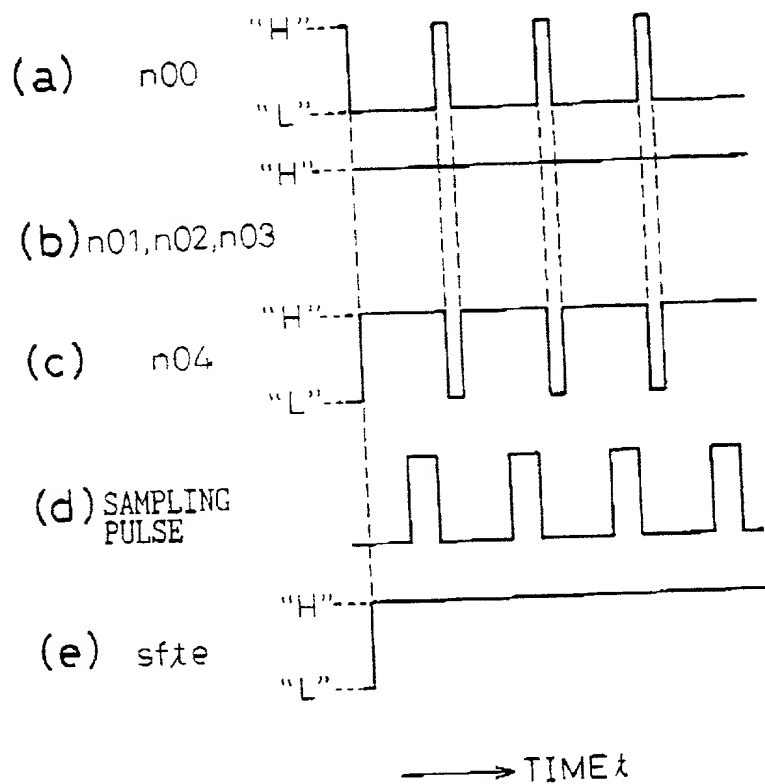 "H"
(a) n00
"L"
"H"
(b) n01,n02,n03
"H"
(c) n04
"L"
(d) SAMPLING
PULSE
"H"
(e) sfte
"L"
TIME t